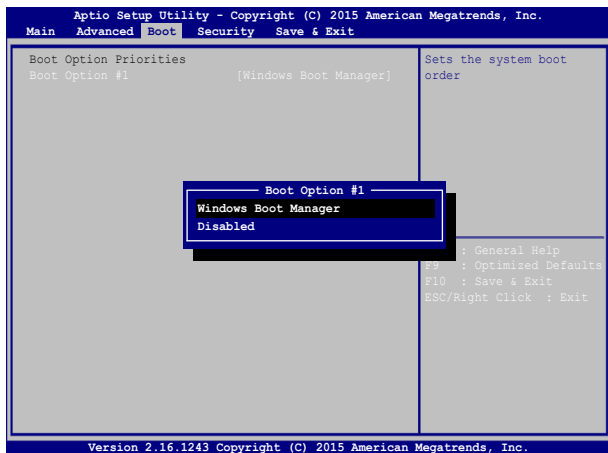 Aptio Setup Utility - Copyright (C) 2015 American Megatrends, Inc.
Main Advanced Boot Security Save & Exit
Boot Option Priorities
Boot Option #1 [Windows Boot Manager]
Sets the system boot
order
Boot Option #1
Windows Boot Manager
Disabled
: General Help
F9 : Optimized Defaults
F10 : Save & Exit
ESC/Right Click : Exit
Version 2.16.1243 Copyright (C) 2015 American Megatrends, Inc.